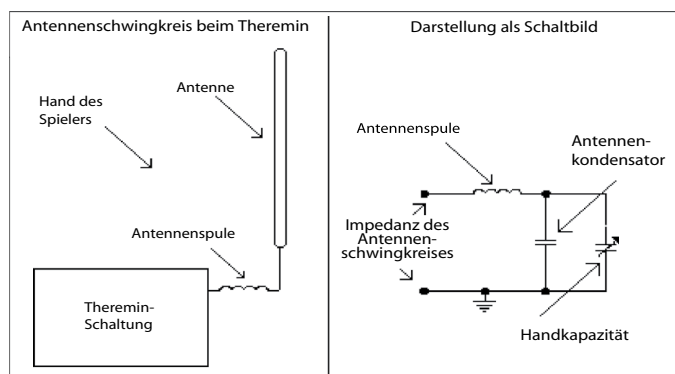 Antennenschwingkreis beim Theremin
Hand des
Spielers
Antenne
Antennenspule
Theremin-
Schaltung
Darstellung als Schaltbild
Antennenspule
Antennen-
kondensator
Impedanz des
Antennen-
schwingkreises
Handkapazität